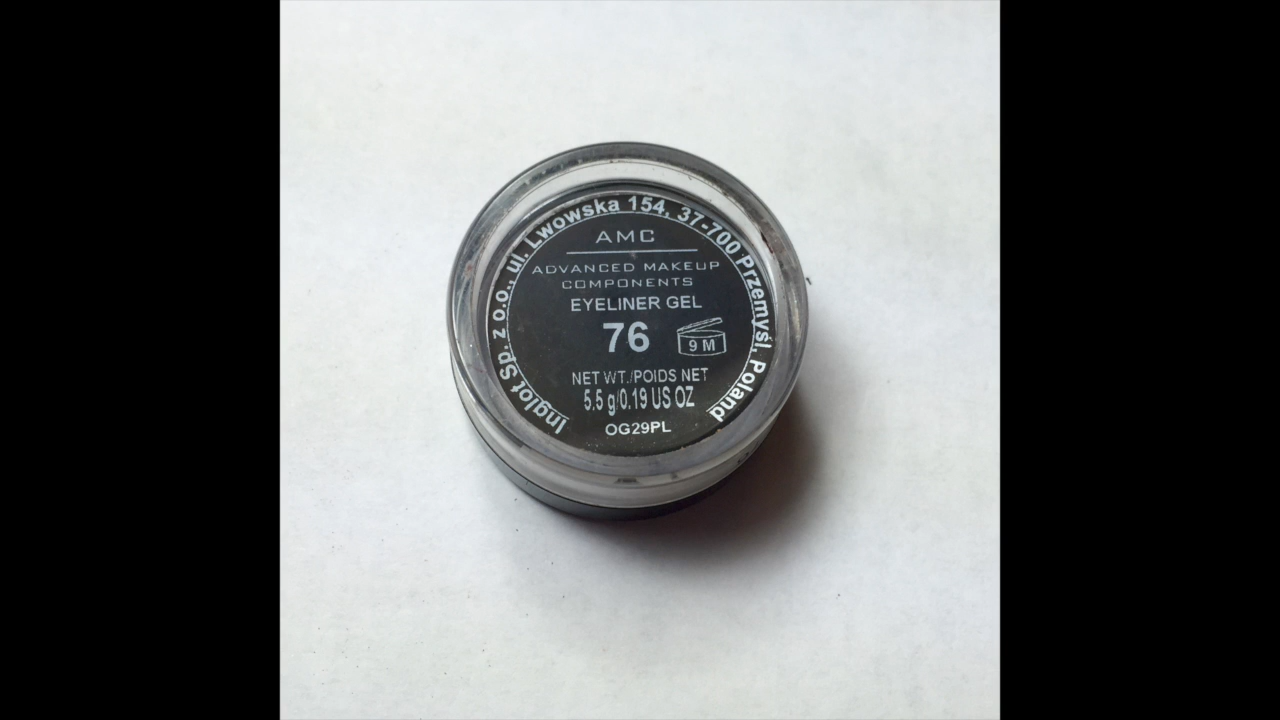 Inglot Sp. z o.o., ul. Lwowska 154, 37-700 Przemyśl, Poland
AMC
ADVANCED MAKEUP
COMPONENTS
EYELINER GEL
76
9 M
NET WT./POIDS NET
5.5 g/0.19 US OZ
OG29PL